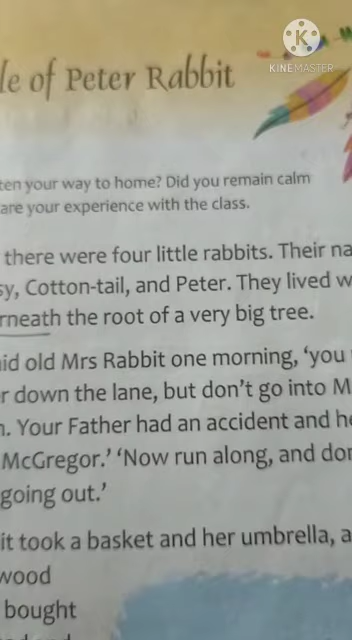 KINEMASTER
le of Peter Rabbit
ten your way to home? Did you remain calm
are your experience with the class.
there were four little rabbits. Their na
sy, Cotton-tail, and Peter. They lived w
rneath the root of a very big tree.
id old Mrs Rabbit one morning, ‘you
r down the lane, but don’t go into M
n. Your Father had an accident and he
McGregor.’ ‘Now run along, and don
going out.’
it took a basket and her umbrella, a
wood
bought